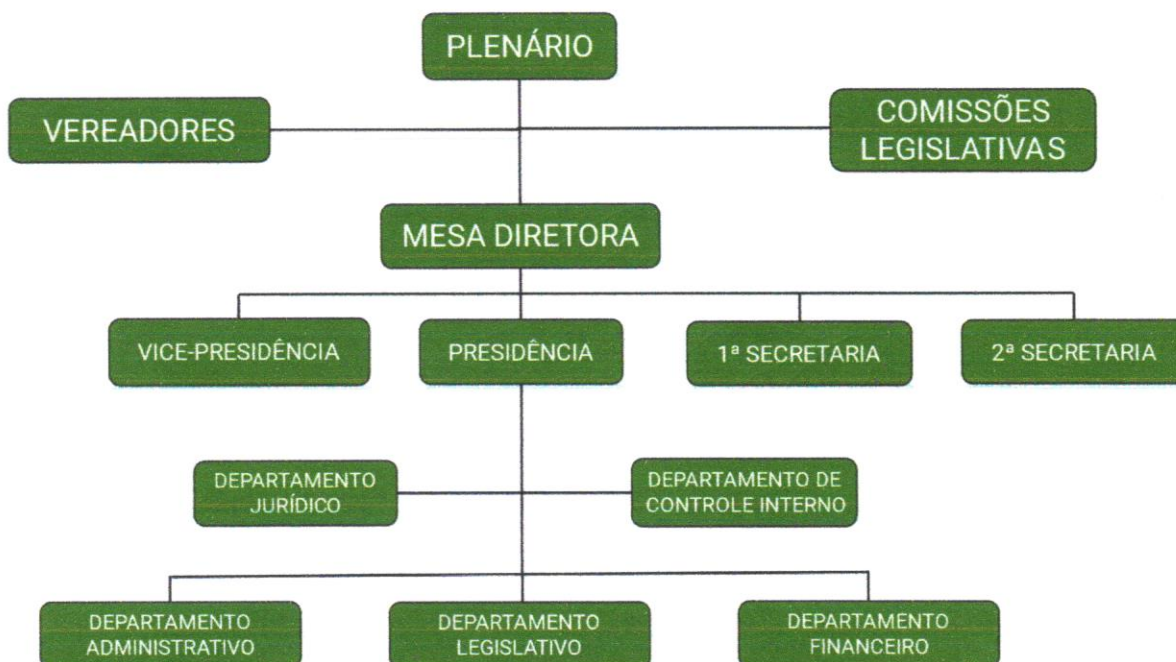 PLENÁRIO
VEREADORES
COMISSÕES
LEGISLATIVAS
MESA DIRETORA
VICE-PRESIDÊNCIA
PRESIDÊNCIA
1ª SECRETARIA
2ª SECRETARIA
DEPARTAMENTO
JURÍDICO
DEPARTAMENTO DE
CONTROLE INTERNO
DEPARTAMENTO
ADMINISTRATIVO
DEPARTAMENTO
LEGISLATIVO
DEPARTAMENTO
FINANCEIRO